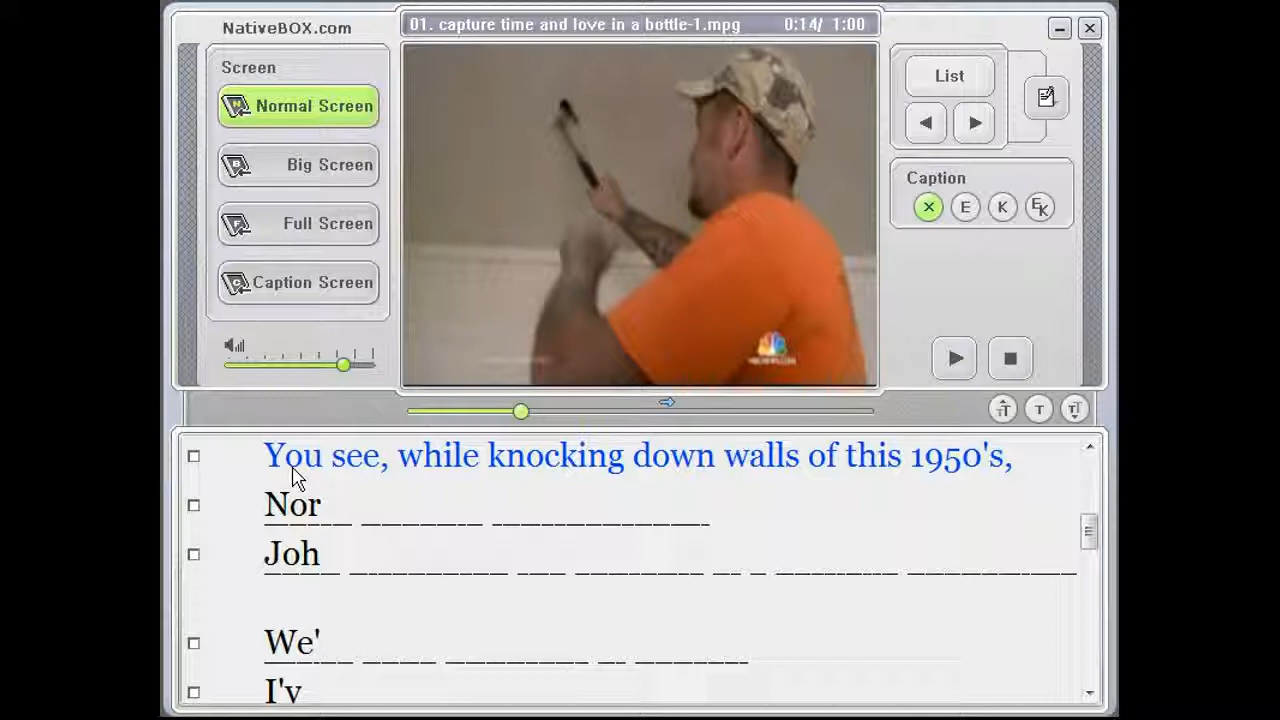 NativeBOX.com
01. capture time and love in a bottle-1.mpg 0:14/ 1:00
Screen
Normal Screen
Big Screen
Full Screen
Caption Screen
List
Caption
X E K EK
T T T
You see, while knocking down walls of this 1950's,
Nor
Joh
We'
I'v